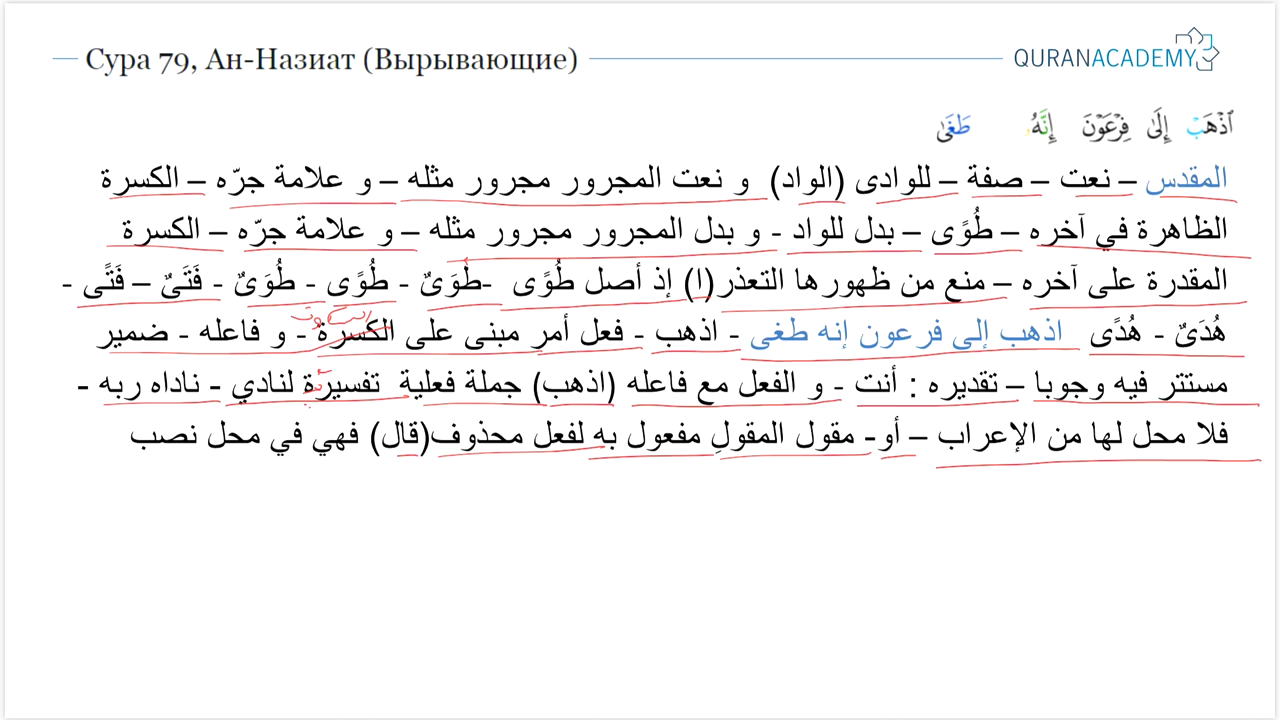 Сура 79, Ан-Назиат (Вырывающие)
QURANACADEMY
ٱذْهَبْ إِلَىٰ فِرْعَوْنَ إِنَّهُۥ طَغَىٰ
المقدس – نعت – صفة – للوادى (الواد) و نعت المجرور مجرور مثله – و علامة جرّه – الكسرة
الظاهرة في آخره – طُوًى – بدل للواد - و بدل المجرور مجرور مثله – و علامة جرّه – الكسرة
المقدرة على آخره – منع من ظهورها التعذر(ا) إذ أصل طُوًى -طُوَىٌ - طُوًى - طُوَىٌ - فَتَىٌ – فَتًى -
هُدَىٌ - هُدًى اذهب إلى فرعون إنه طغى - اذهب - فعل أمر مبنى على الكسرة - و فاعله - ضمير
السكون
مستتر فيه وجوبا – تقديره : أنت - و الفعل مع فاعله (اذهب) جملة فعلية تفسيرة لنادي - ناداه ربه -
فلا محل لها من الإعراب – أو- مقول المقولِ مفعول به لفعل محذوف(قال) فهي في محل نصب